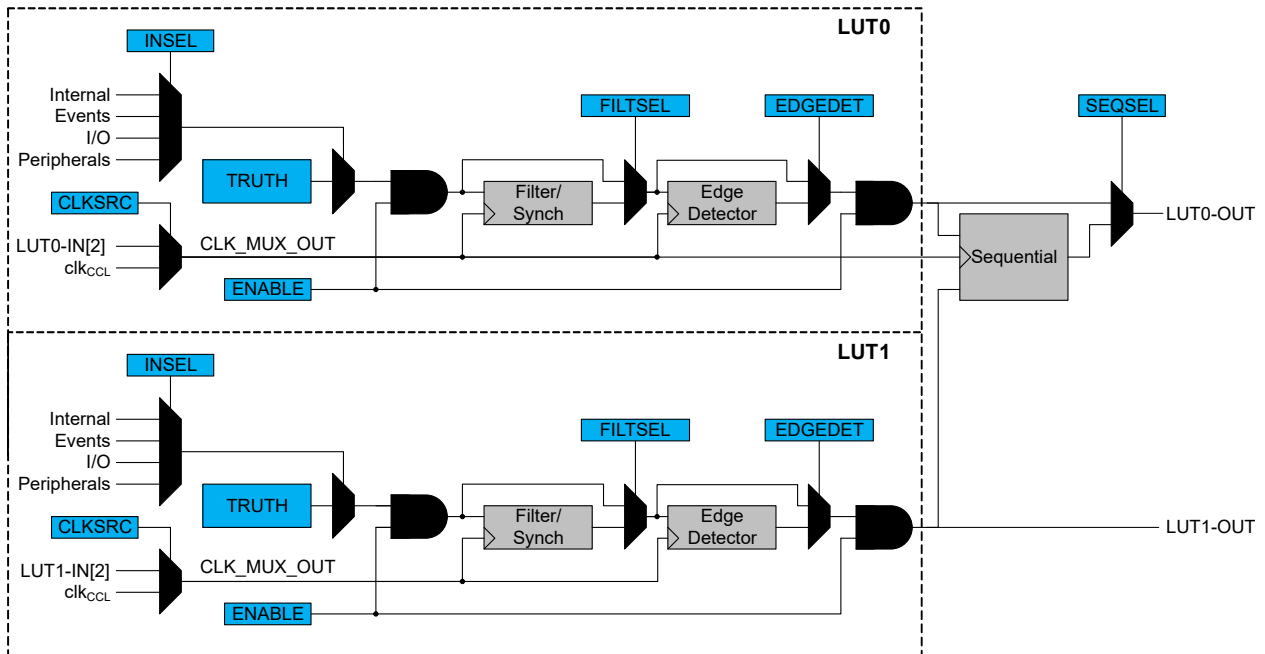 LUT0
INSEL
Internal
Events
I/O
Peripherals
FILTSEL
EDGEDET
SEQSEL
TRUTH
Filter/
Synch
Edge
Detector
CLKSRC
LUT0-IN[2]
clkCCL
CLK_MUX_OUT
ENABLE
Sequential
LUT0-OUT
LUT1
INSEL
Internal
Events
I/O
Peripherals
FILTSEL
EDGEDET
TRUTH
Filter/
Synch
Edge
Detector
CLKSRC
LUT1-IN[2]
clkCCL
CLK_MUX_OUT
ENABLE
LUT1-OUT